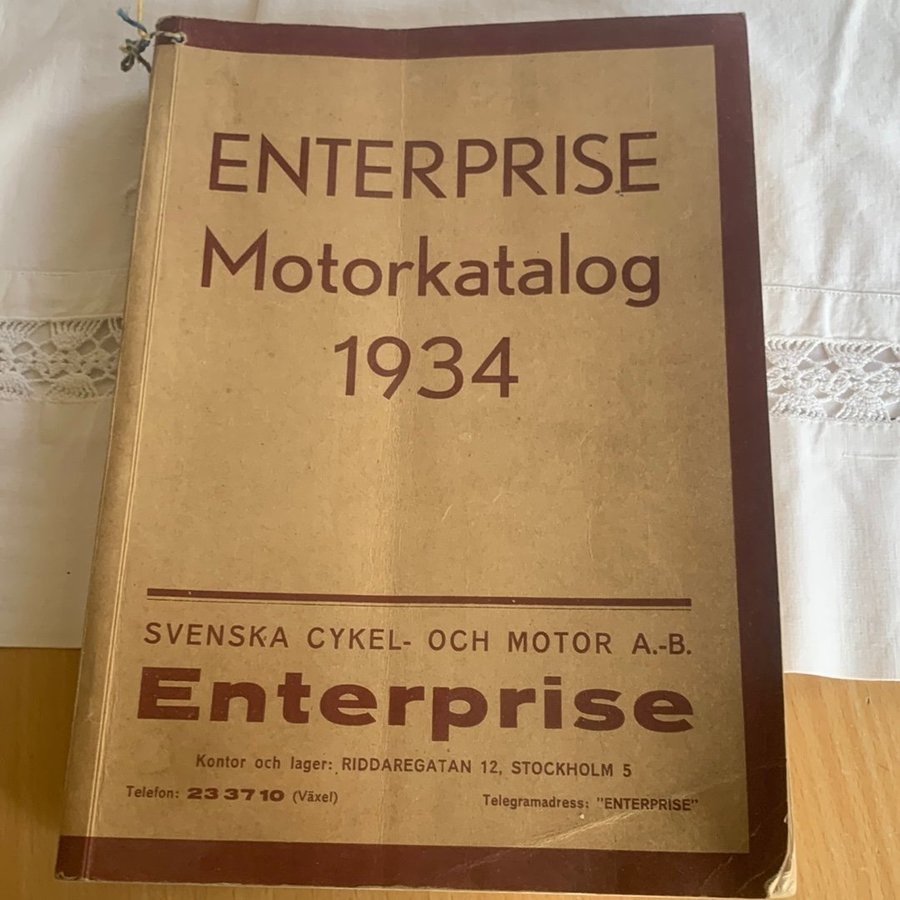 ENTERPRISE
Motorkatalog
1934
SVENSKA CYKEL- OCH MOTOR A.-B.
Enterprise
Kontor och lager: RIDDAREGATAN 12, STOCKHOLM 5
Telefon: 23 37 10 (Växel) Telegramadress: "ENTERPRISE"